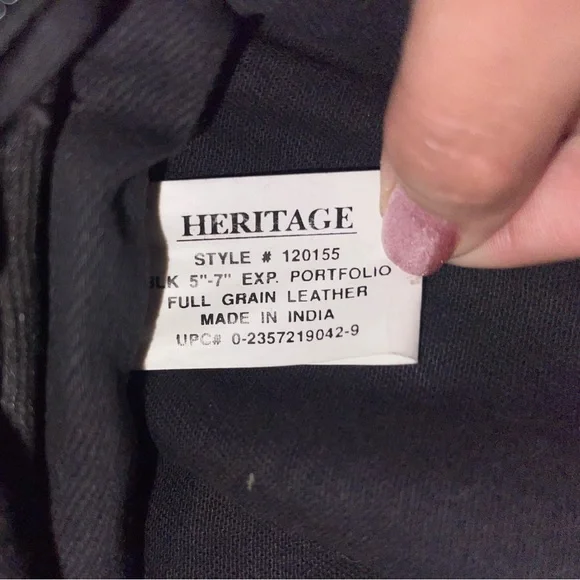 HERITAGE
STYLE # 120155
BLK 5"-7" EXP. PORTFOLIO
FULL GRAIN LEATHER
MADE IN INDIA
UPC# 0-2357219042-9